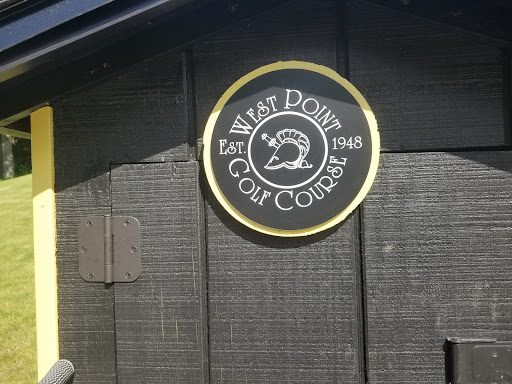 WEST POINT
EST. 1948
GOLF COURSE